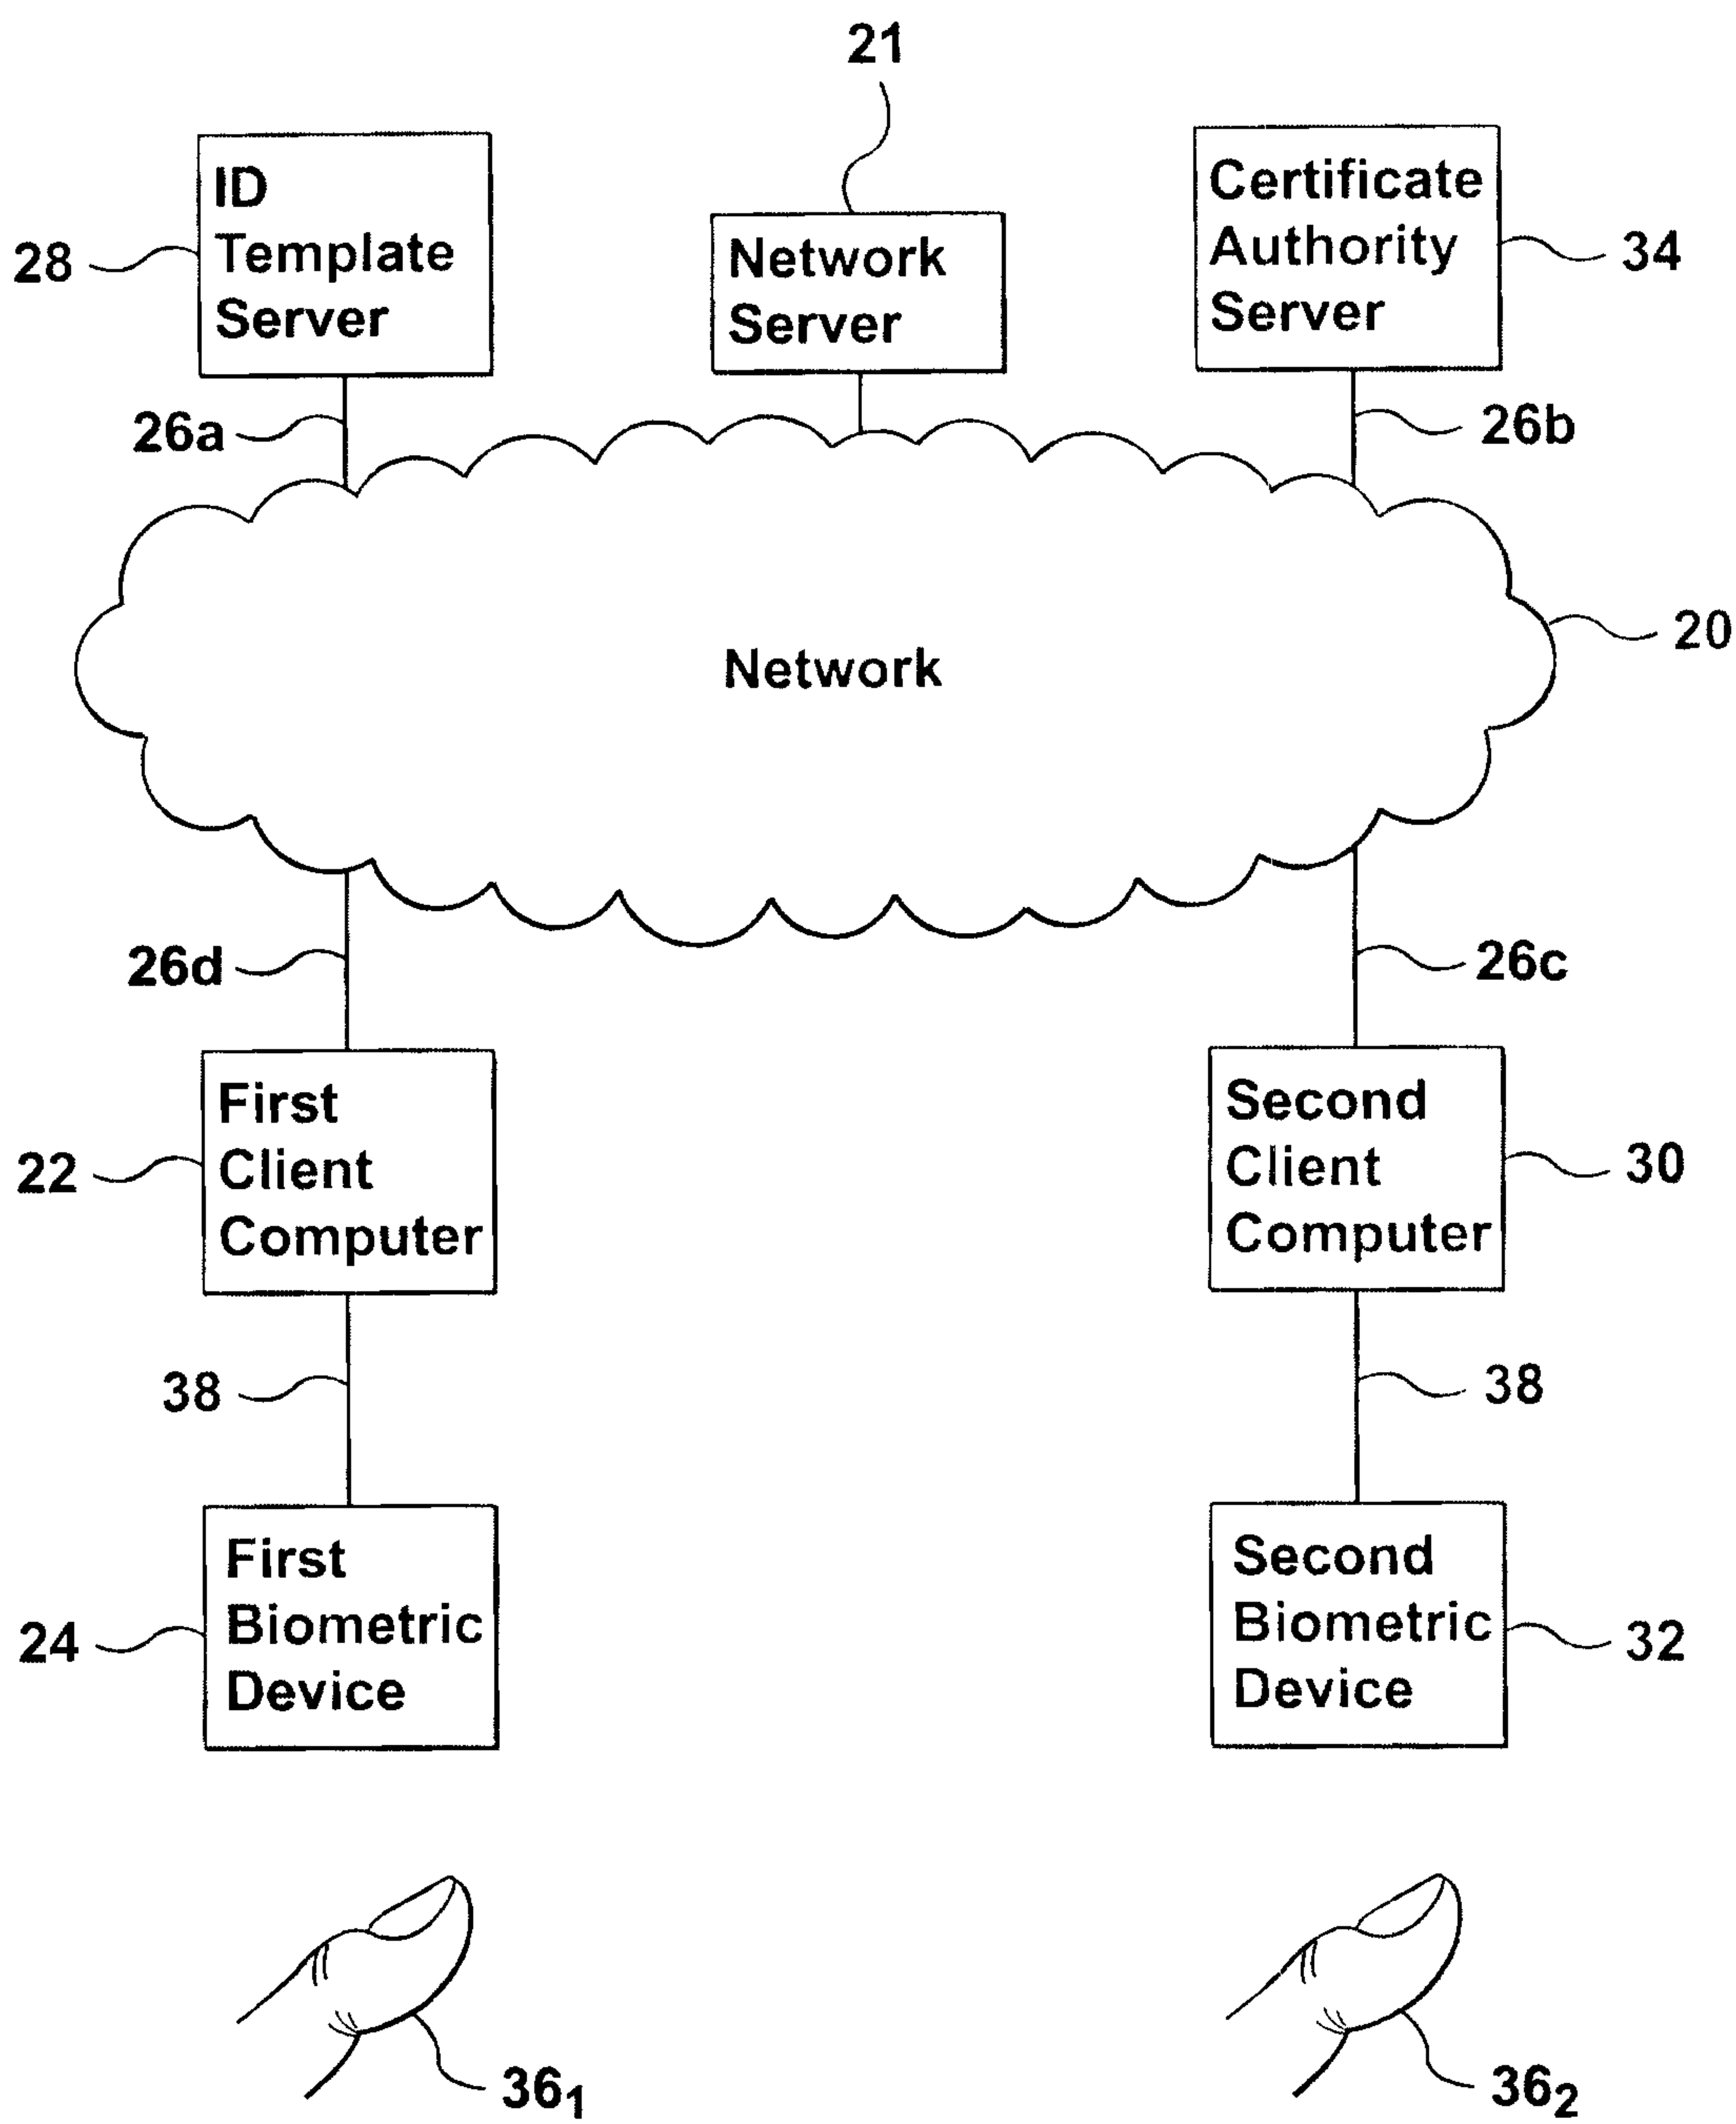 21
ID
Template
Server
28
Network
Server
Certificate
Authority
Server
34
26a
26b
Network
20
26d
26c
First
Client
Computer
22
Second
Client
Computer
30
38
38
First
Biometric
Device
24
Second
Biometric
Device
32
36₁
36₂